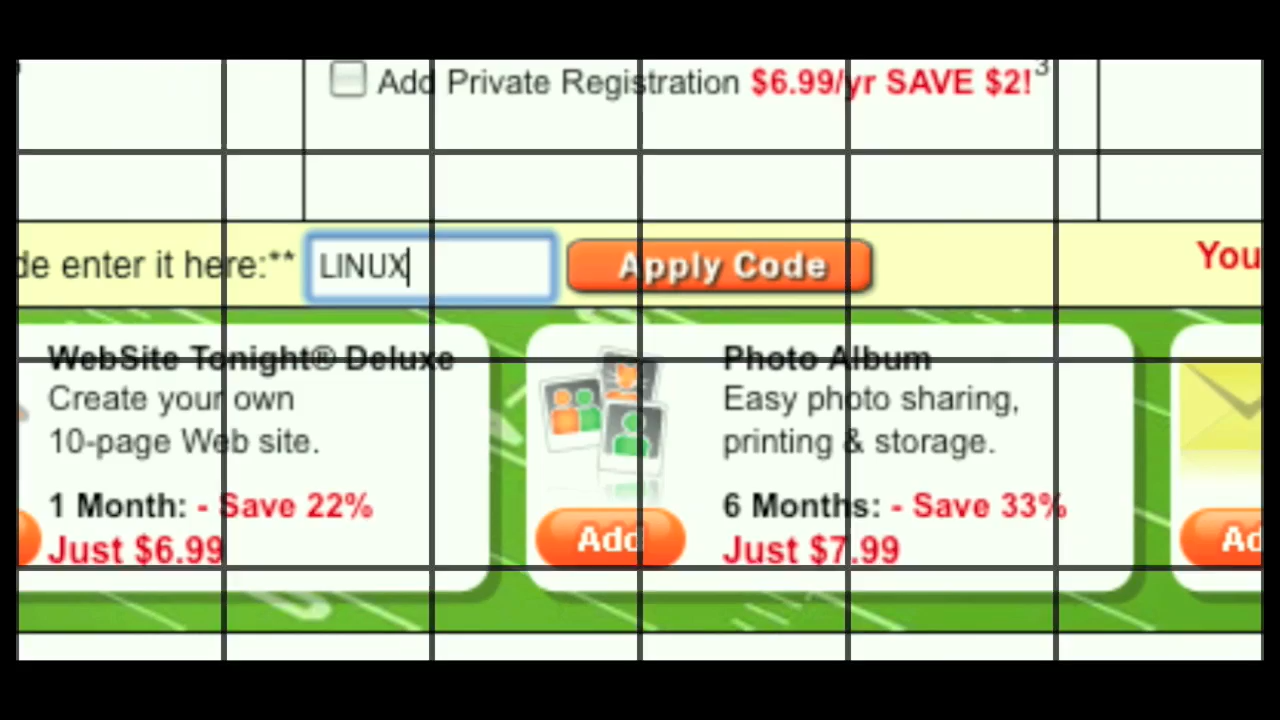 Add Private Registration $6.99/yr SAVE $2!3
de enter it here:** LINUX Apply Code You
WebSite Tonight® Deluxe
Create your own
10-page Web site.
1 Month: - Save 22%
Just $6.99
Photo Album
Easy photo sharing,
printing & storage.
6 Months: - Save 33%
Just $7.99
Add